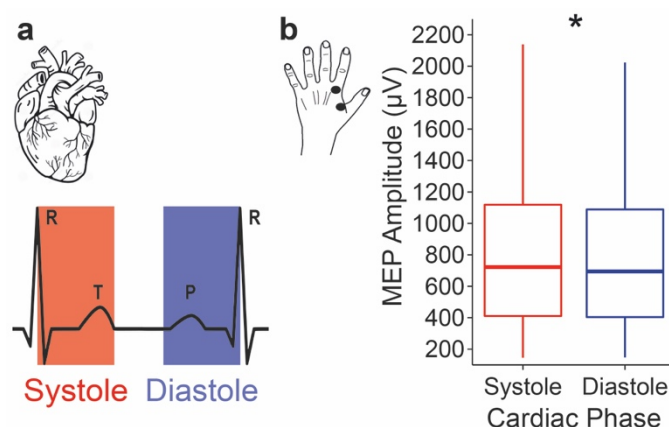 a
R
R
T
P
Systole
Diastole
b
*
MEP Amplitude (µV)
2200
2000
1800
1600
1400
1200
1000
800
600
400
200
Systole
Diastole
Cardiac Phase